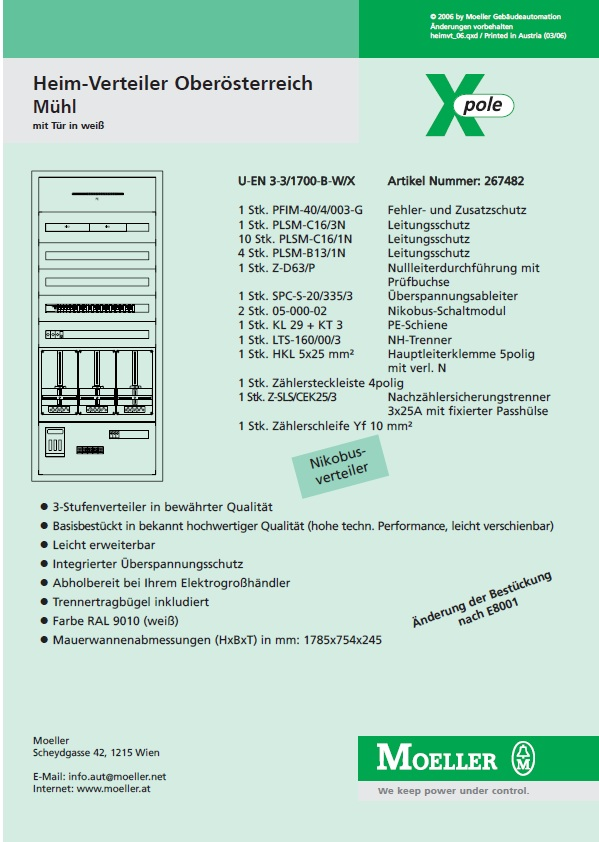 © 2006 by Moeller Gebäudeautomation
Änderungen vorbehalten
heimvt_06.qxd / Printed in Austria (03/06)
Heim-Verteiler Oberösterreich
Mühl
mit Tür in weiß
X pole
U-EN 3-3/1700-B-W/X Artikel Nummer: 267482
1 Stk. PFIM-40/4/003-G Fehler- und Zusatzschutz
1 Stk. PLSM-C16/3N Leitungsschutz
10 Stk. PLSM-C16/1N Leitungsschutz
4 Stk. PLSM-B13/1N Leitungsschutz
1 Stk. Z-D63/P Nullleiterdurchführung mit
Prüfbuchse
1 Stk. SPC-S-20/335/3 Überspannungsableiter
2 Stk. 05-000-02 Nikobus-Schaltmodul
1 Stk. KL 29 + KT 3 PE-Schiene
1 Stk. LTS-160/00/3 NH-Trenner
1 Stk. HKL 5x25 mm² Hauptleiterklemme 5polig
mit verl. N
1 Stk. Zählersteckleiste 4polig
1 Stk. Z-SLS/CEK25/3 Nachzählersicherungstrenner
3x25A mit fixierter Passhülse
1 Stk. Zählerschleife Yf 10 mm²
Nikobus-
verteiler
● 3-Stufenverteiler in bewährter Qualität
● Basisbestückt in bekannt hochwertiger Qualität (hohe techn. Performance, leicht verschienbar)
● Leicht erweiterbar
● Integrierter Überspannungsschutz
● Abholbereit bei Ihrem Elektrogroßhändler
● Trennertragbügel inkludiert
● Farbe RAL 9010 (weiß)
● Mauerwannenabmessungen (HxBxT) in mm: 1785x754x245
Änderung der Bestückung
nach E8001
Moeller
Scheydgasse 42, 1215 Wien
E-Mail: info.aut@moeller.net
Internet: www.moeller.at
MOELLER M
We keep power under control.